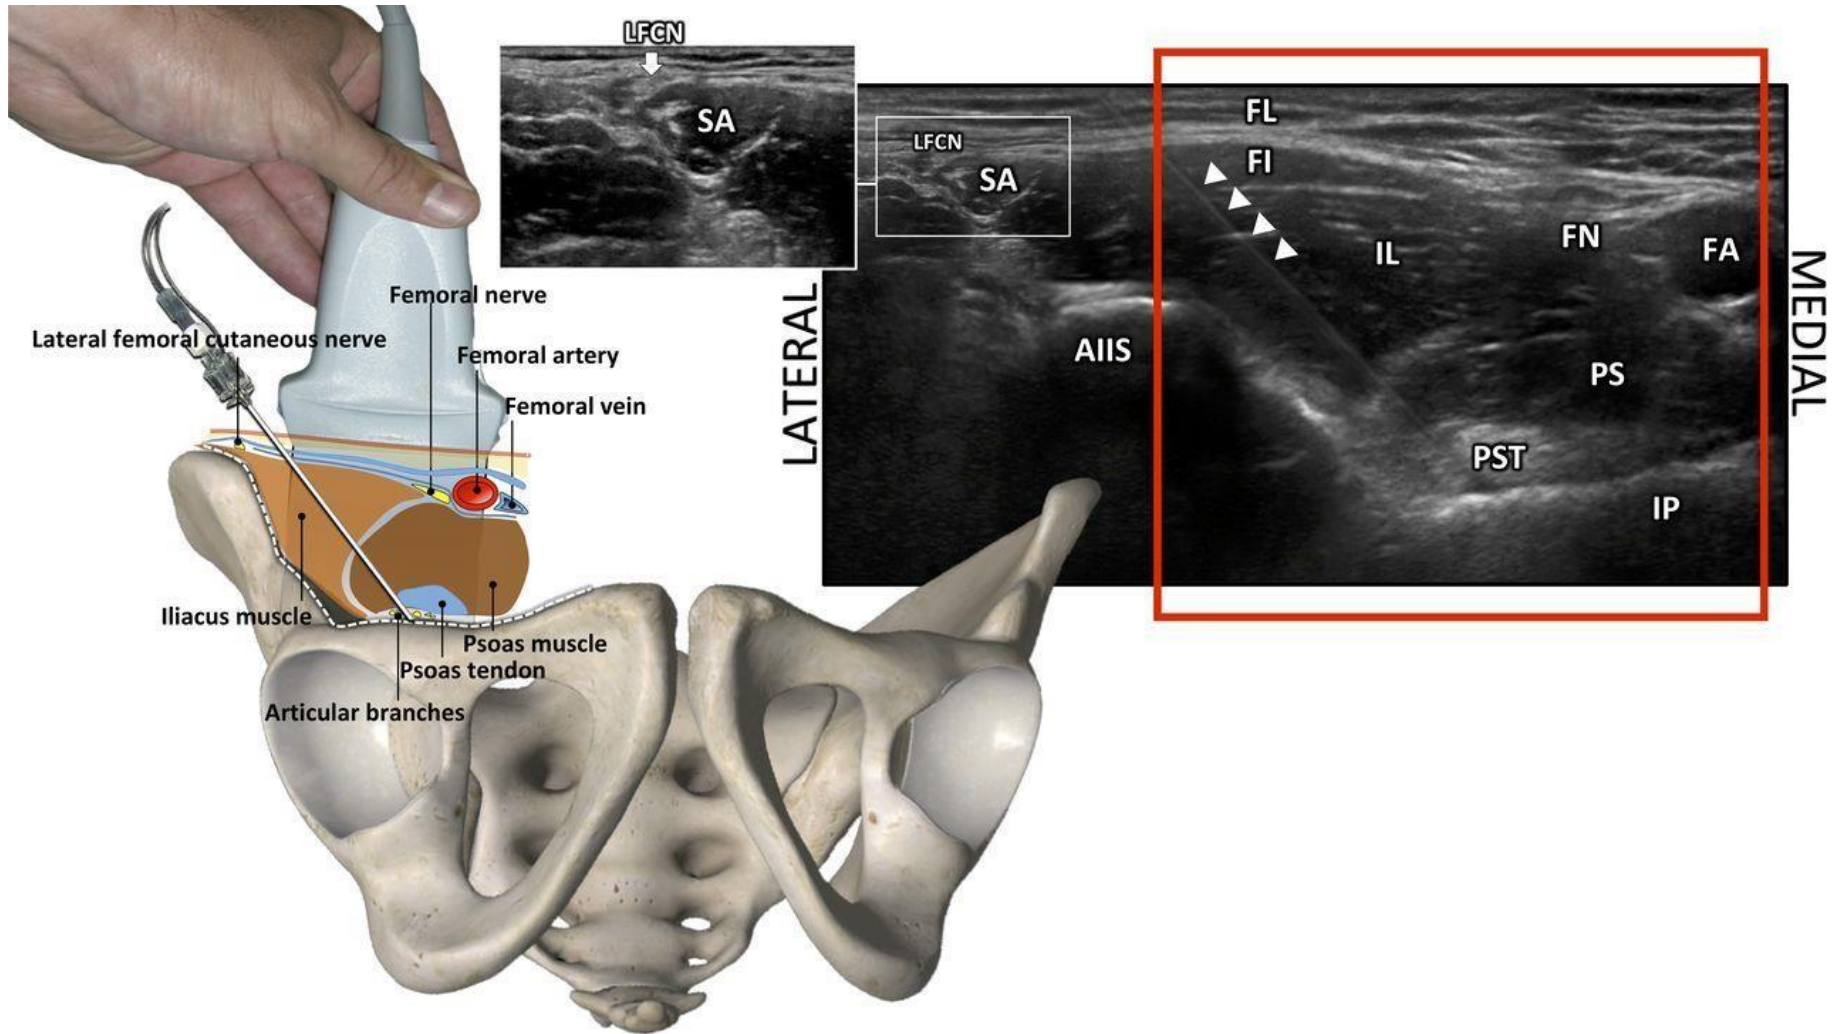 LFCN
SA
LFCN
SA
FL
FI
IL
FN
FA
AIIS
PS
PST
IP
LATERAL
MEDIAL
Femoral nerve
Lateral femoral cutaneous nerve
Femoral artery
Femoral vein
Iliacus muscle
Psoas muscle
Psoas tendon
Articular branches